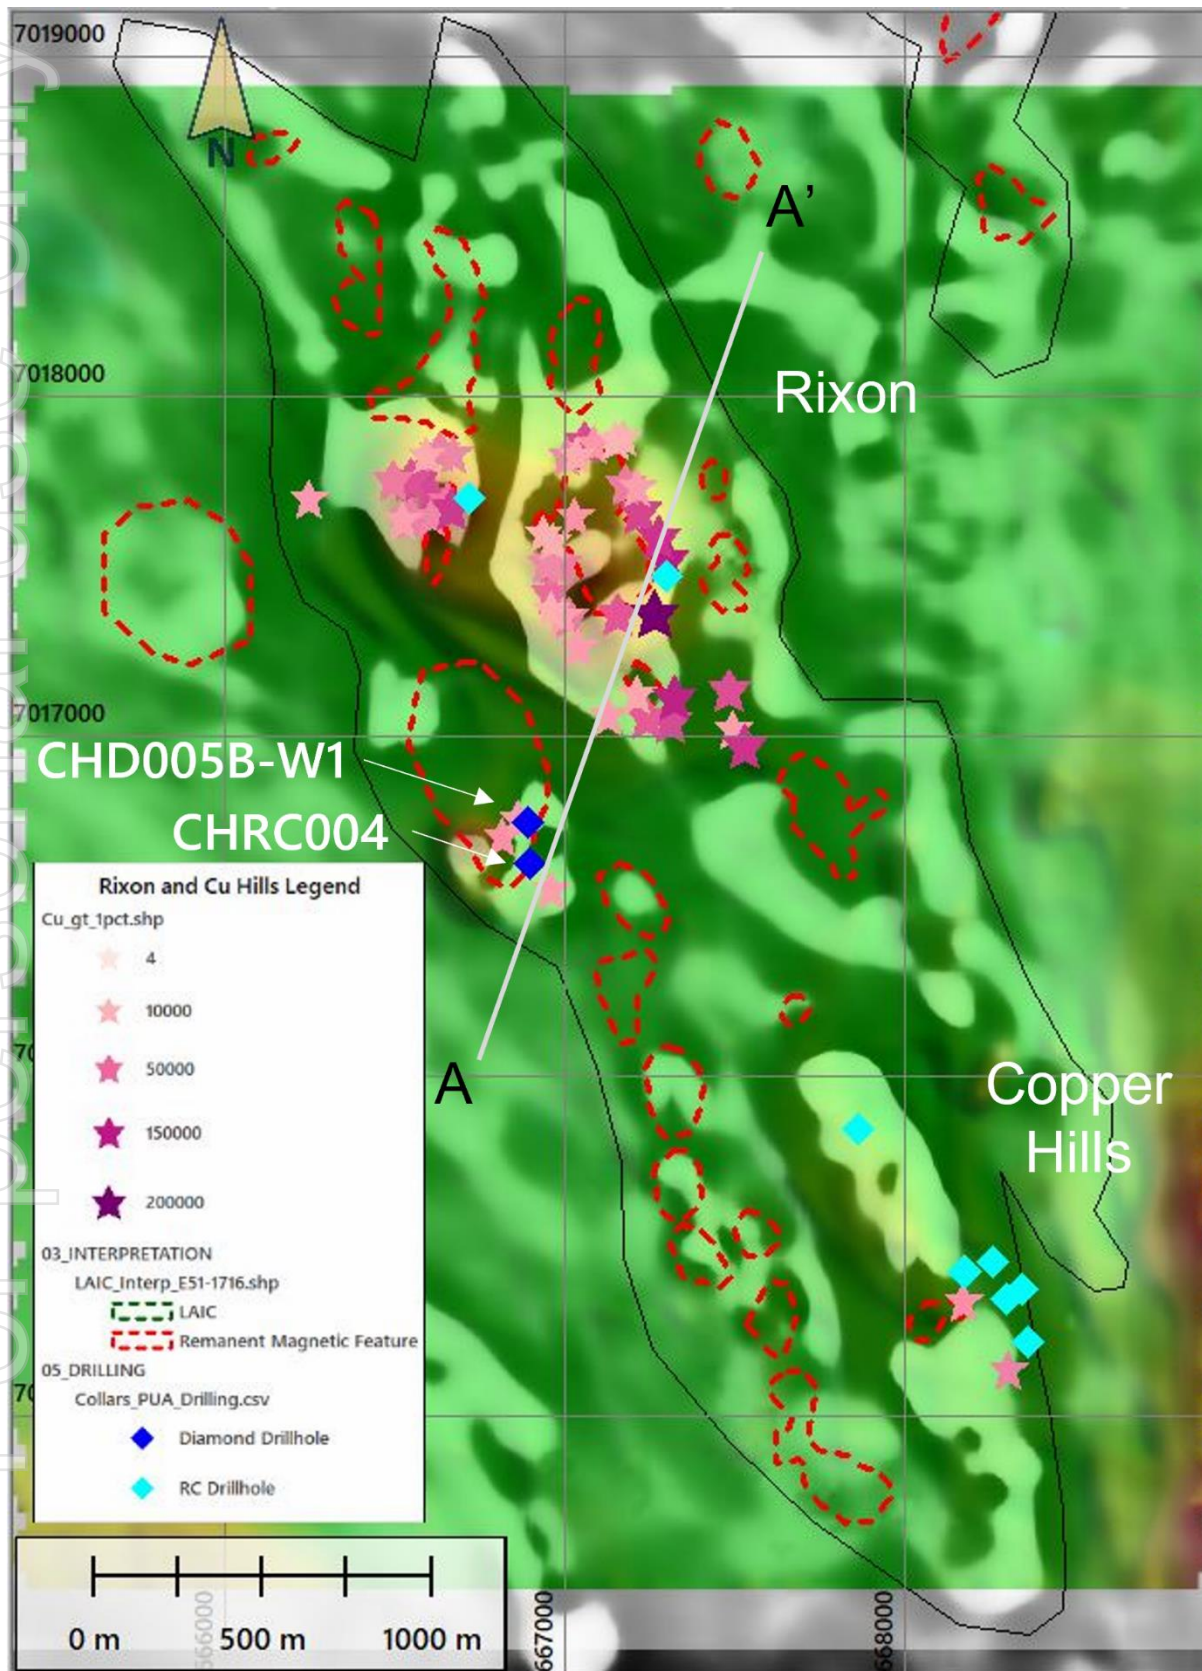 7019000
N
A'
7018000
Rixon
7017000
CHD005B-W1
CHRC004
Rixon and Cu Hills Legend
Cu_gt_1pct.shp
4
10000
50000
150000
200000
03_INTERPRETATION
LAIC_Interp_E51-1716.shp
LAIC
Remanent Magnetic Feature
05_DRILLING
Collars_PUA_Drilling.csv
Diamond Drillhole
RC Drillhole
A
Copper
Hills
0 m 500 m 1000 m
666000
667000
668000